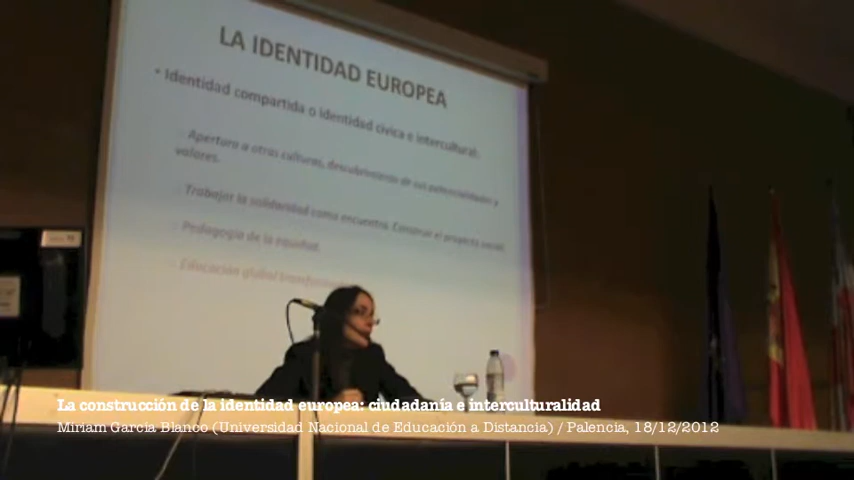 LA IDENTIDAD EUROPEA
• Identidad compartida o identidad cívica e intercultural.
Apertura a otras culturas, descubrimiento de sus potencialidades y
valores.
Trabajar la solidaridad como encuentro. Construir el proyecto social.
Pedagogía de la equidad.
Educación global
La construcción de la identidad europea: ciudadanía e interculturalidad
Miriam García Blanco (Universidad Nacional de Educación a Distancia) / Palencia, 18/12/2012